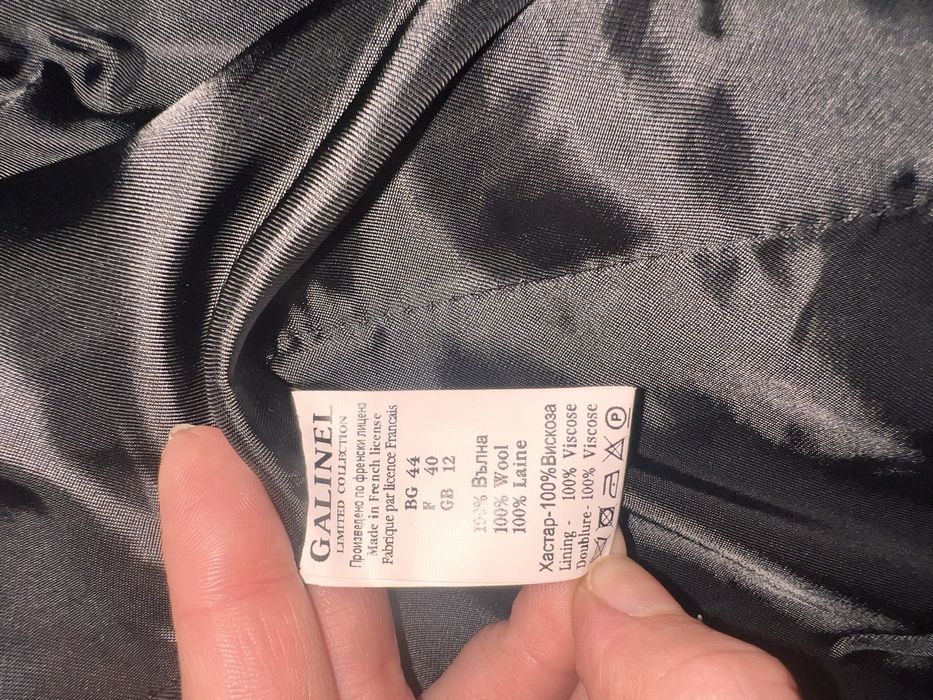 GALINEL
LIMITED COLLECTION
Произведено по френски лиценз
Made in French license
Fabrique par licence Francais
BG 44
F 40
GB 12
100% Вълна
100% Wool
100% Laine
Хастар-100%Вискоза
Lining - 100% Viscose
Doublure- 100% Viscose
P